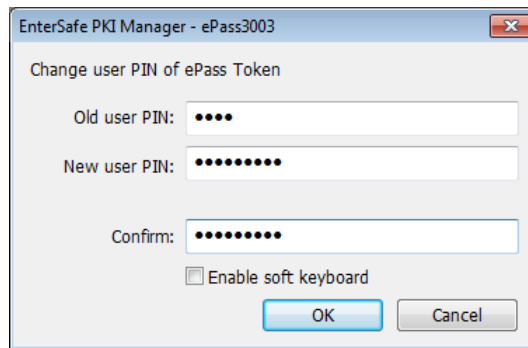 EnterSafe PKI Manager - ePass3003
Change user PIN of ePass Token
Old user PIN: ••••
New user PIN: •••••••••
Confirm: •••••••••
Enable soft keyboard
OK Cancel